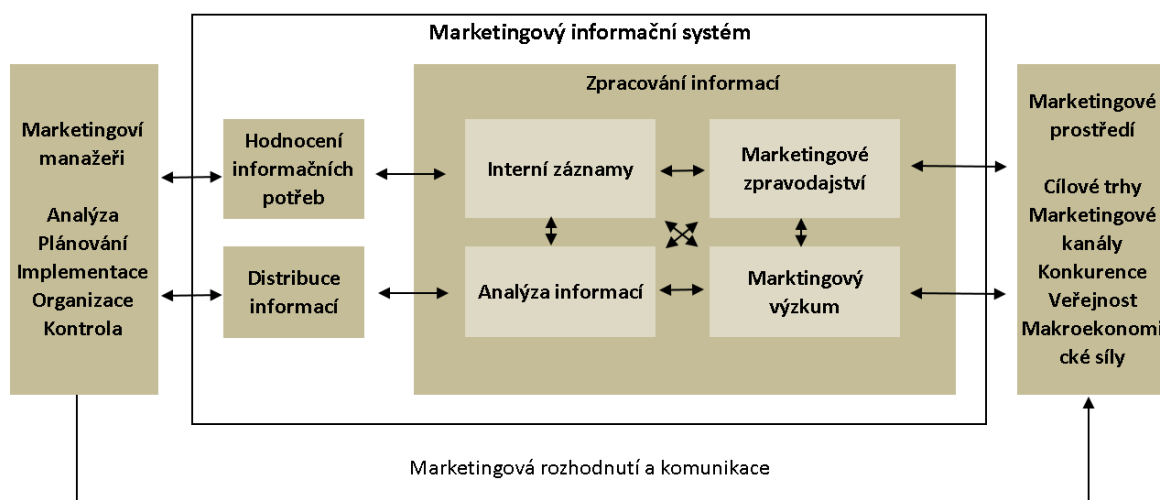 Marketingový informační systém
Marketingoví
manažeři
Analýza
Plánování
Implementace
Organizace
Kontrola
Hodnocení
informačních
potřeb
Distribuce
informací
Zpracování informací
Interní záznamy
Marketingové
zpravodajství
Analýza informací
Marktingový
výzkum
Marketingové
prostředí
Cílové trhy
Marketingové
kanály
Konkurence
Veřejnost
Makroekonomi
cké síly
Marketingová rozhodnutí a komunikace